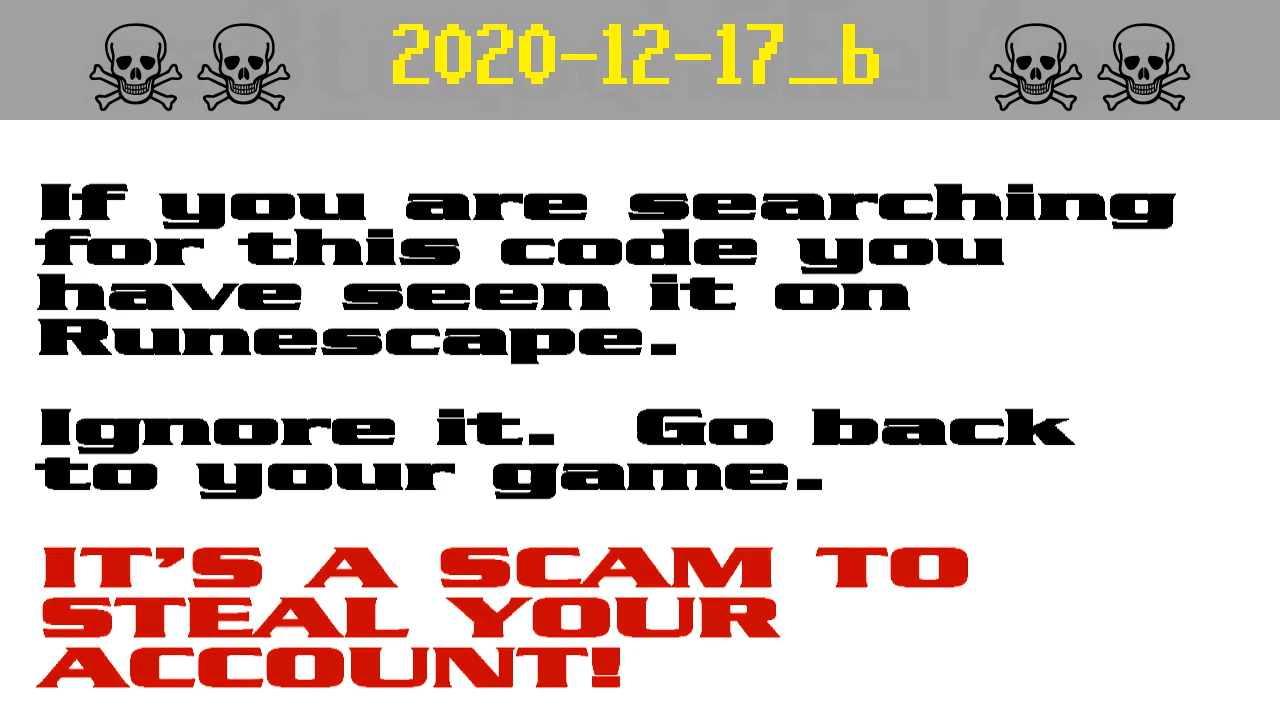 2020-12-17_b
If you are searching
for this code you
have seen it on
Runescape.
Ignore it. Go back
to your game.
IT'S A SCAM TO
STEAL YOUR
ACCOUNT!